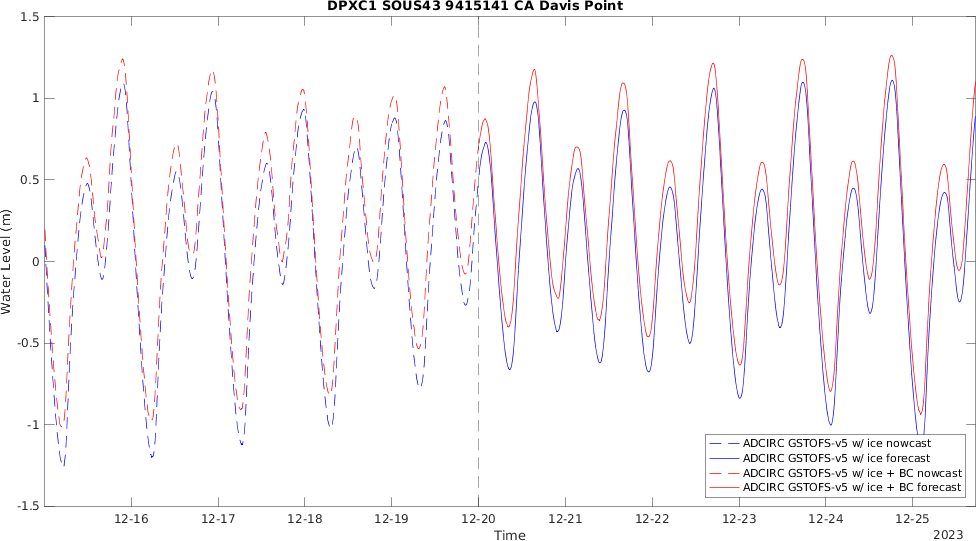 DPXC1 SOUS43 9415141 CA Davis Point
1.5
1
0.5
0
-0.5
-1
-1.5
Water Level (m)
12-16
12-17
12-18
12-19
12-20
12-21
12-22
12-23
12-24
12-25
Time
2023
ADCIRC GSTOFS-v5 w/ ice nowcast
ADCIRC GSTOFS-v5 w/ ice forecast
ADCIRC GSTOFS-v5 w/ ice + BC nowcast
ADCIRC GSTOFS-v5 w/ ice + BC forecast